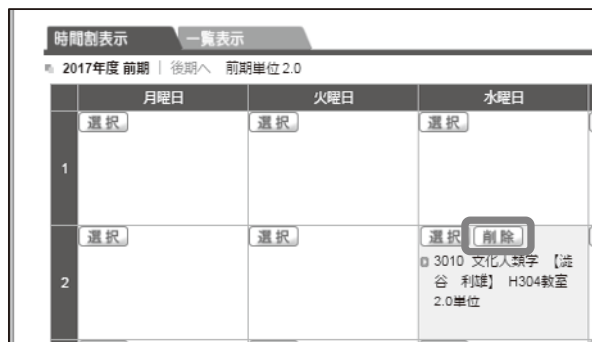 時間割表示 一覧表示
2017年度 前期 | 後期へ 前期単位 2.0
月曜日 火曜日 水曜日
選択 選択 選択
1
選択 選択 選択 削除
3010 文化人類学 【澁
2 谷 利雄】 H304教室
2.0単位